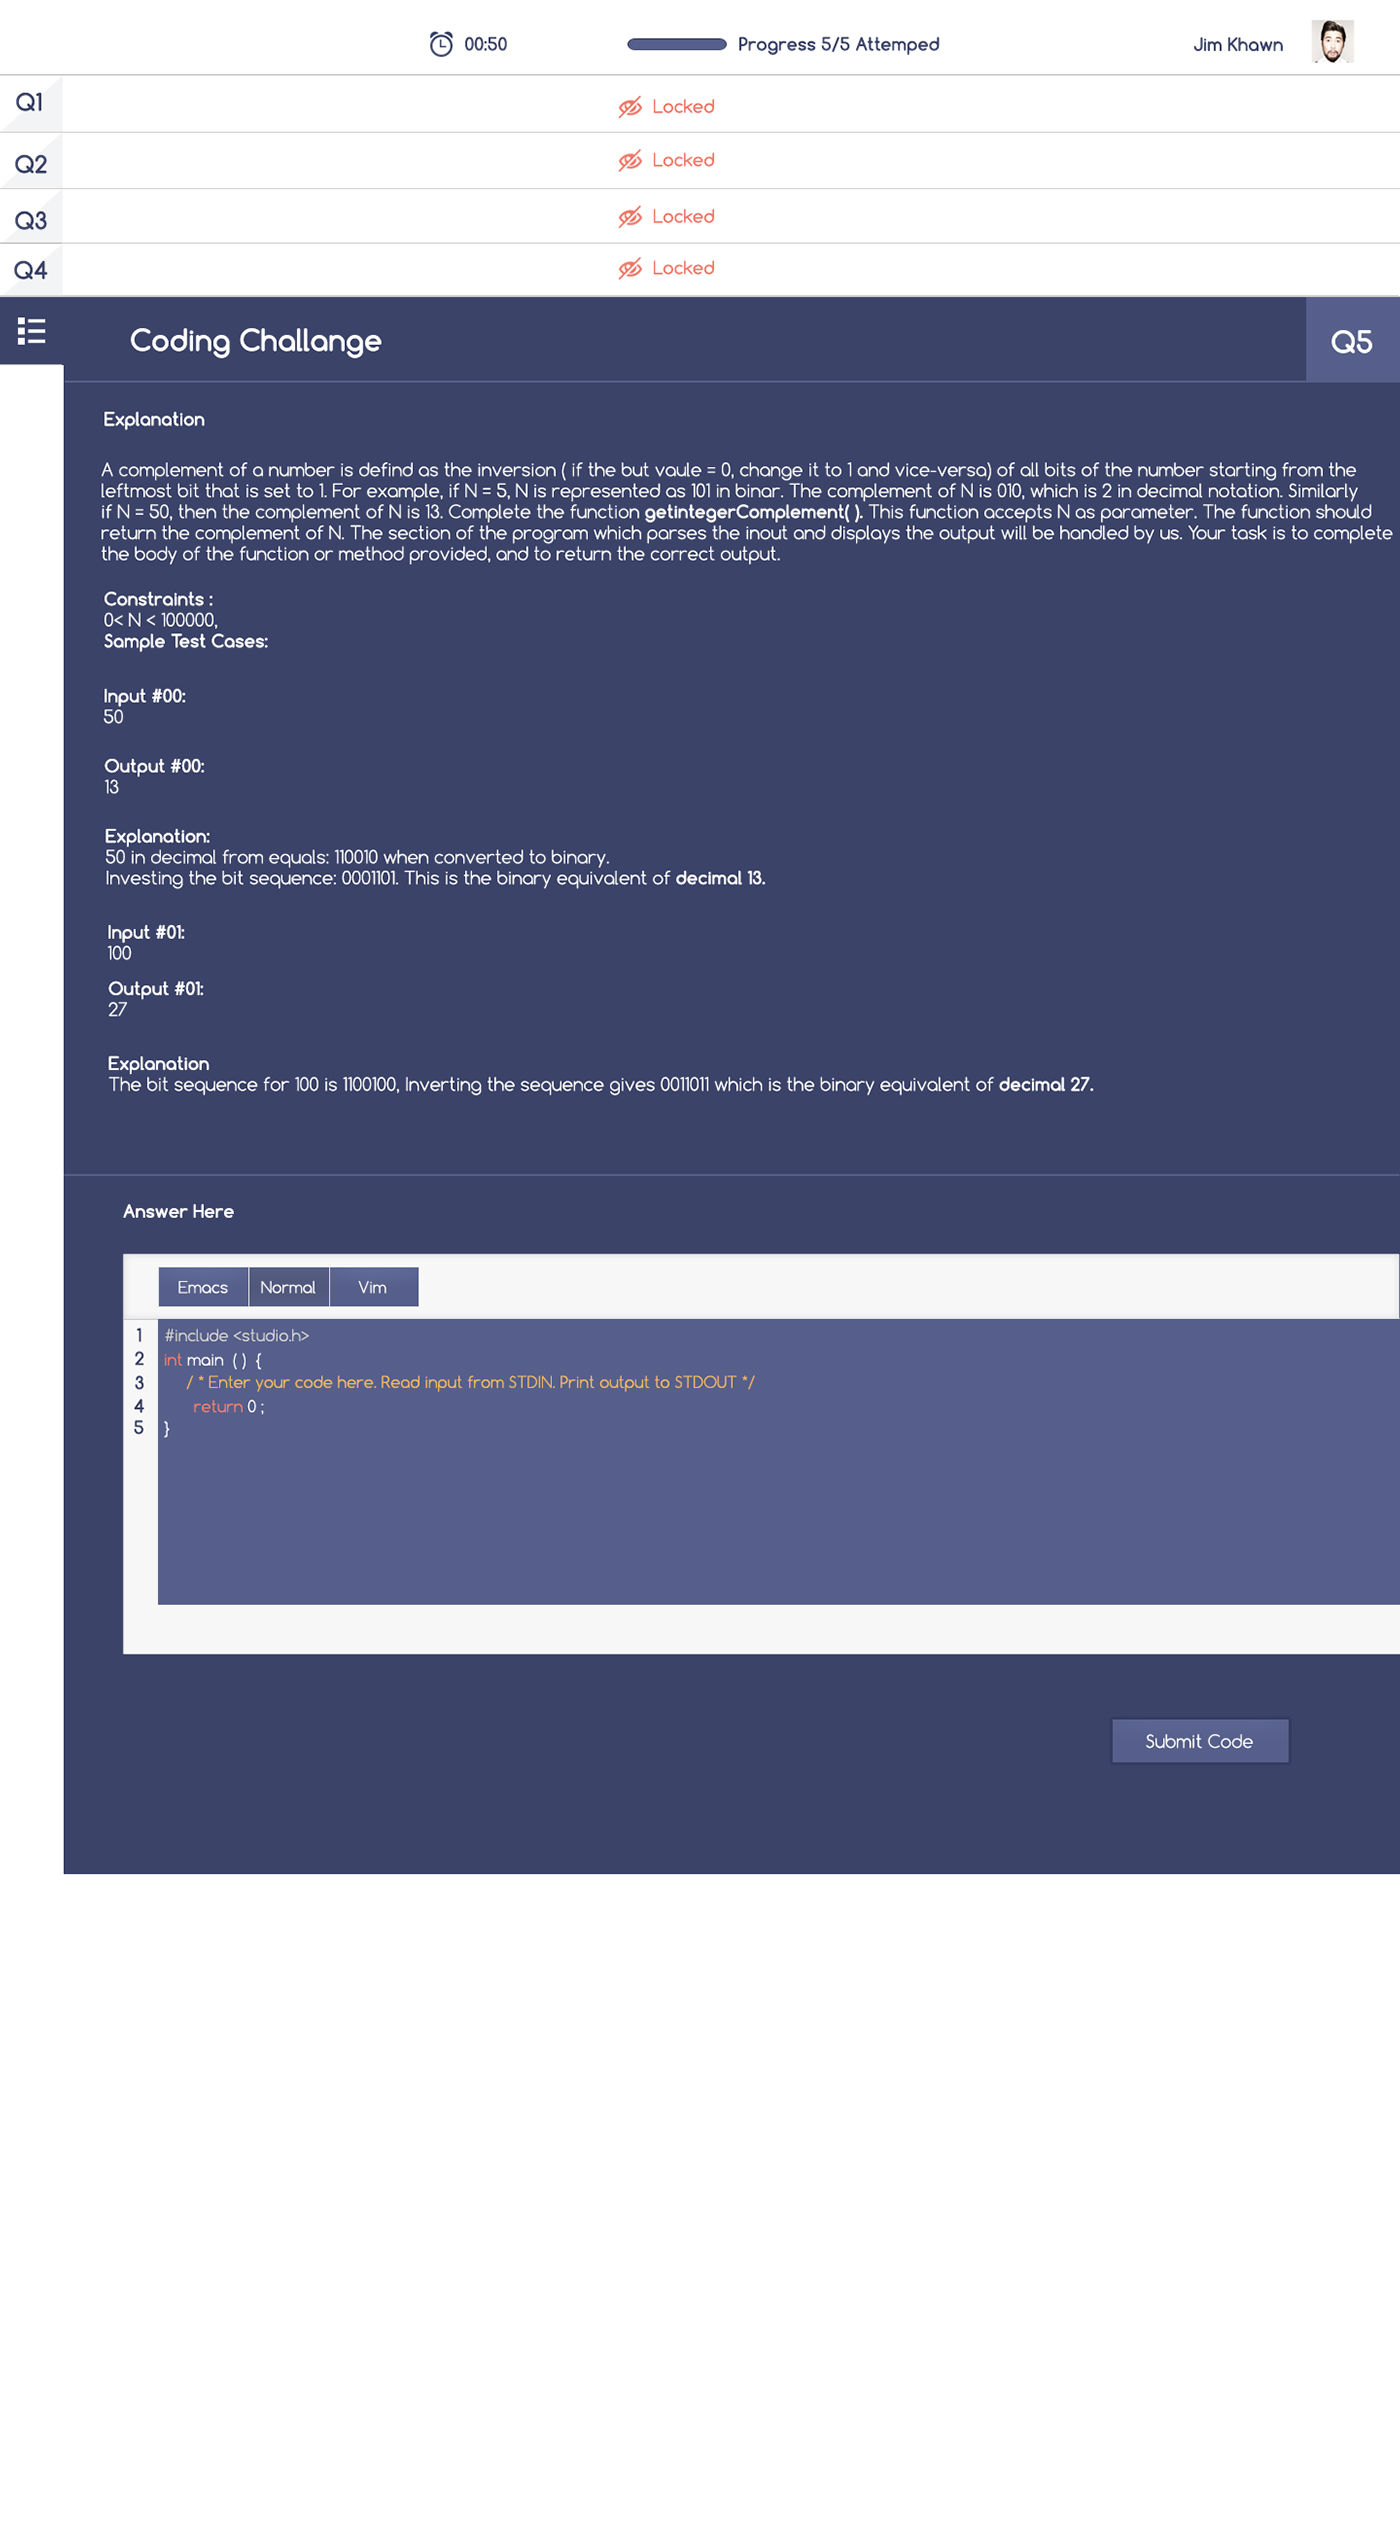 00:50 Progress 5/5 Attemped Jim Khawn
Q1 Locked
Q2 Locked
Q3 Locked
Q4 Locked
Coding Challange Q5
Explanation
A complement of a number is defind as the inversion ( if the but vaule = 0, change it to 1 and vice-versa) of all bits of the number starting from the
leftmost bit that is set to 1. For example, if N = 5, N is represented as 101 in binar. The complement of N is 010, which is 2 in decimal notation. Similarly
if N = 50, then the complement of N is 13. Complete the function getintegerComplement( ). This function accepts N as parameter. The function should
return the complement of N. The section of the program which parses the inout and displays the output will be handled by us. Your task is to complete
the body of the function or method provided, and to return the correct output.
Constraints :
0< N < 100000,
Sample Test Cases:
Input #00:
50
Output #00:
13
Explanation:
50 in decimal from equals: 110010 when converted to binary.
Investing the bit sequence: 0001101. This is the binary equivalent of decimal 13.
Input #01:
100
Output #01:
27
Explanation
The bit sequence for 100 is 1100100, Inverting the sequence gives 0011011 which is the binary equivalent of decimal 27.
Answer Here
Emacs Normal Vim
1 #include <studio.h>
2 int main ( ) {
3 / * Enter your code here. Read input from STDIN. Print output to STDOUT */
4 return 0 ;
5 }
Submit Code